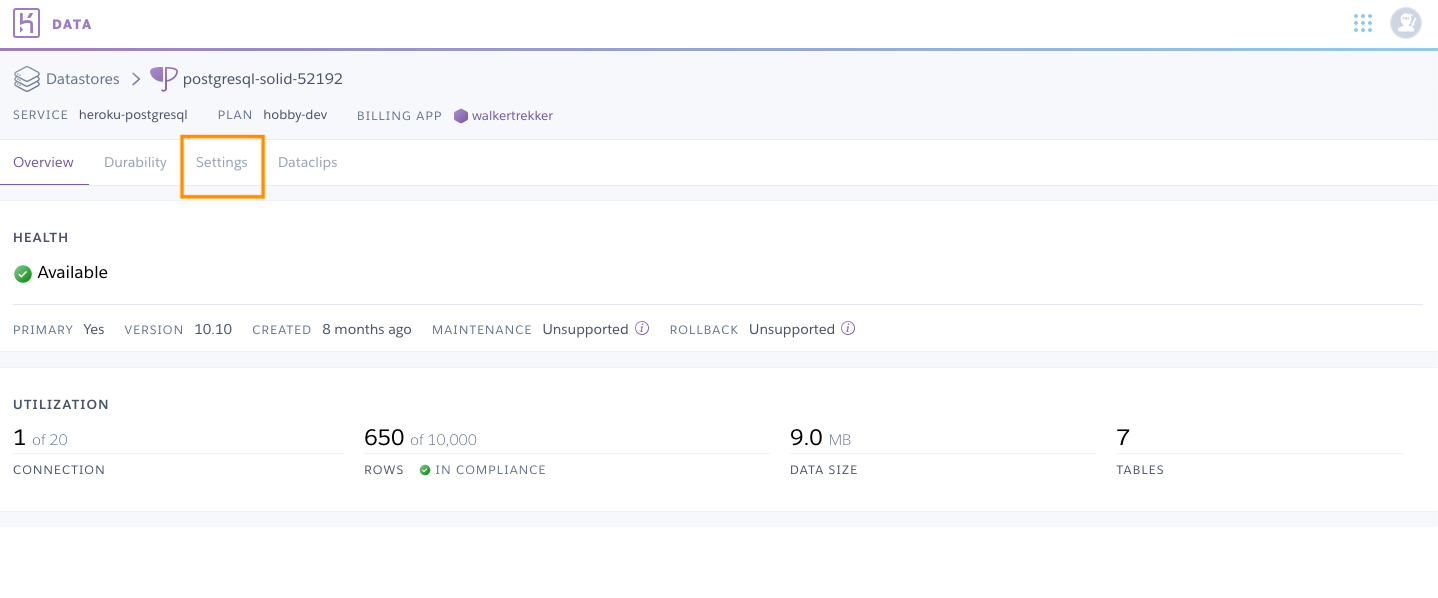 DATA
Datastores > postgresql-solid-52192
SERVICE heroku-postgresql PLAN hobby-dev BILLING APP walkertrekker
Overview Durability Settings Dataclips
HEALTH
Available
PRIMARY Yes VERSION 10.10 CREATED 8 months ago MAINTENANCE Unsupported ROLLBACK Unsupported
UTILIZATION
1 of 20 650 of 10,000 9.0 MB 7
CONNECTION ROWS IN COMPLIANCE DATA SIZE TABLES